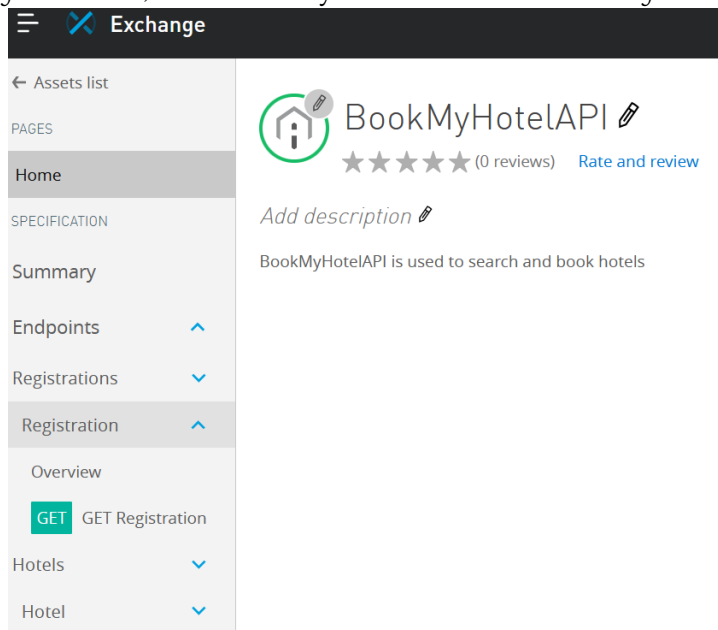 Exchange
← Assets list
PAGES
Home
SPECIFICATION
Summary
Endpoints
Registrations
Registration
Overview
GET GET Registration
Hotels
Hotel
BookMyHotelAPI
(0 reviews) Rate and review
Add description
BookMyHotelAPI is used to search and book hotels